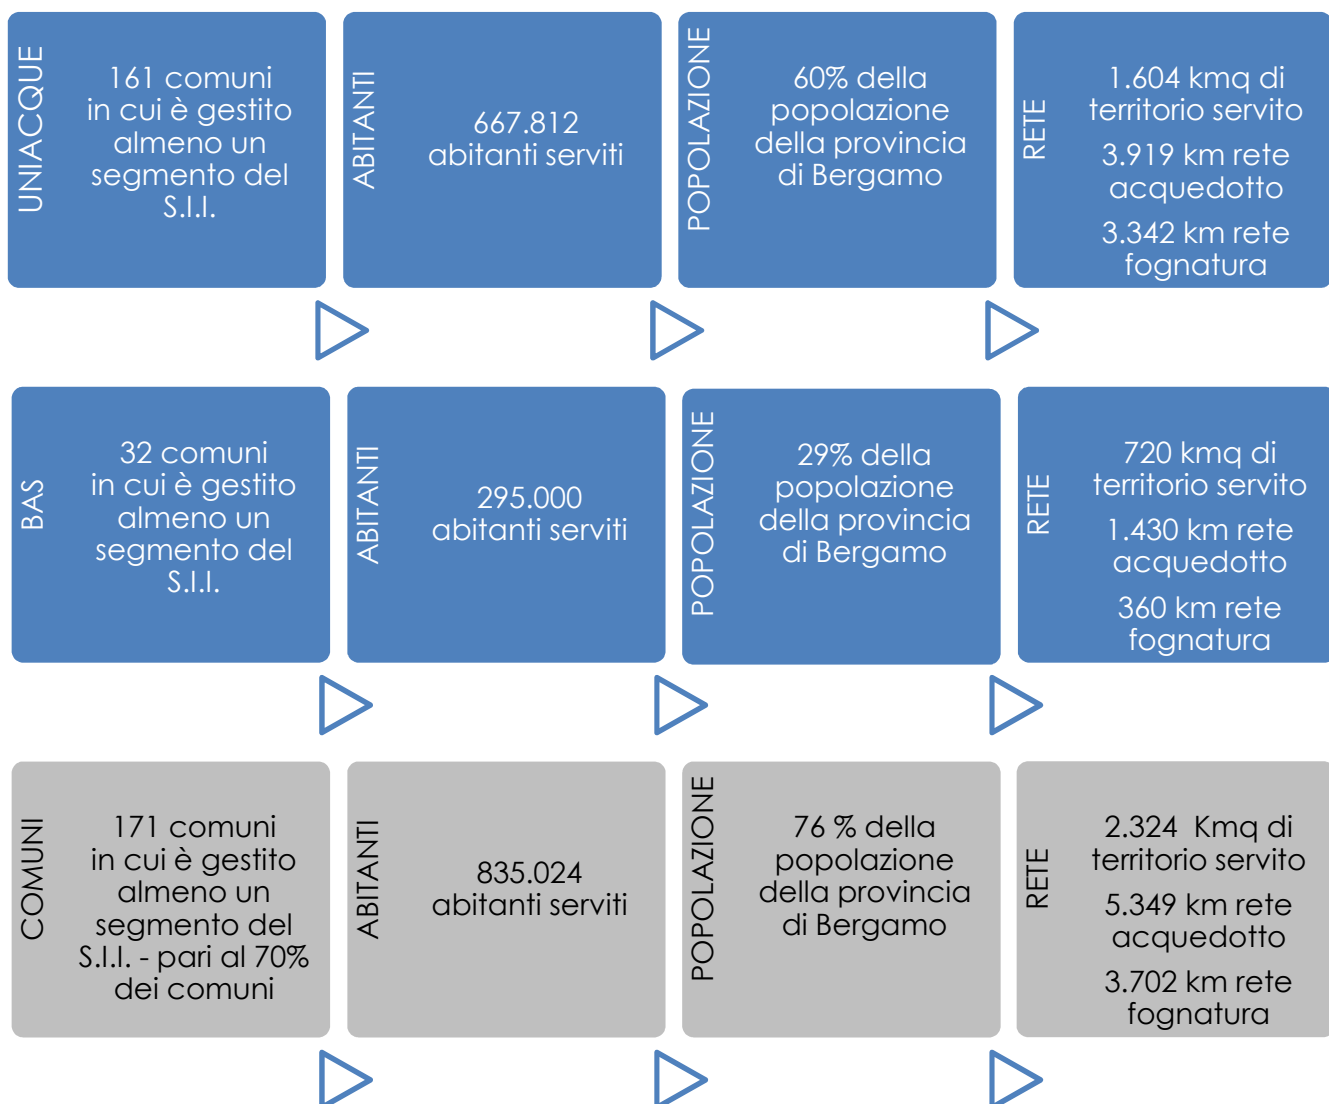 UNIACQUE
161 comuni
in cui è gestito
almeno un
segmento del
S.I.I.
ABITANTI
667.812
abitanti serviti
POPOLAZIONE
60% della
popolazione
della provincia
di Bergamo
RETE
1.604 kmq di
territorio servito
3.919 km rete
acquedotto
3.342 km rete
fognatura
BAS
32 comuni
in cui è gestito
almeno un
segmento del
S.I.I.
ABITANTI
295.000
abitanti serviti
POPOLAZIONE
29% della
popolazione
della provincia
di Bergamo
RETE
720 kmq di
territorio servito
1.430 km rete
acquedotto
360 km rete
fognatura
COMUNI
171 comuni
in cui è gestito
almeno un
segmento del
S.I.I. - pari al 70%
dei comuni
ABITANTI
835.024
abitanti serviti
POPOLAZIONE
76 % della
popolazione
della provincia
di Bergamo
RETE
2.324 Kmq di
territorio servito
5.349 km rete
acquedotto
3.702 km rete
fognatura